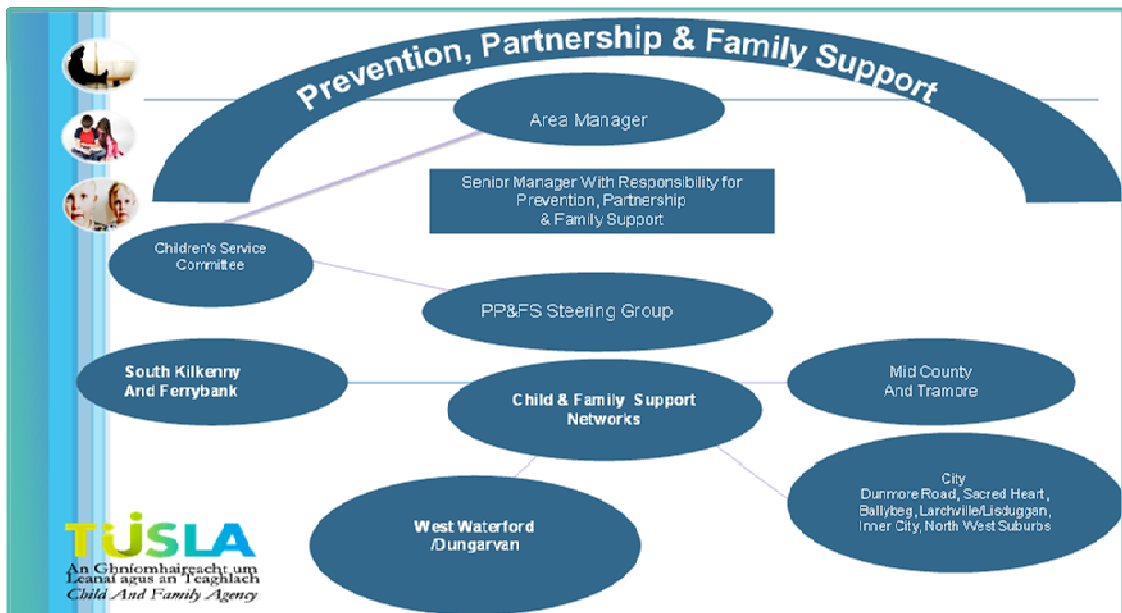 Prevention, Partnership & Family Support
Area Manager
Senior Manager With Responsibility for
Prevention, Partnership
& Family Support
Children's Service
Committee
PP&FS Steering Group
South Kilkenny
And Ferrybank
Child & Family Support
Networks
Mid County
And Tramore
City
Dunmore Road, Sacred Heart,
Ballybeg, Larchville/Lisduggan,
Inner City, North West Suburbs
West Waterford
/Dungarvan
TUSLA
An Ghníomhaireacht um
Leanaí agus an Teaghlach
Child And Family Agency